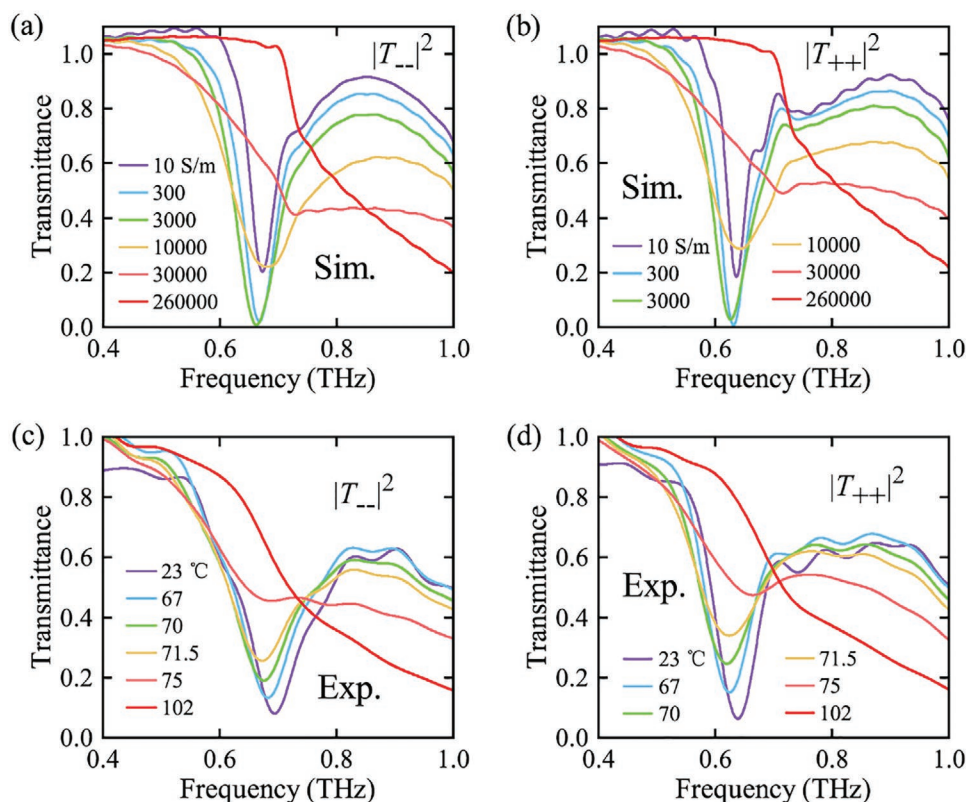 (a)
|T₋₋|²
Transmittance
1.0
0.8
0.6
0.4
0.2
0.0
10 S/m
300
3000
10000
30000
260000
Sim.
0.4 0.6 0.8 1.0
Frequency (THz)
(b)
|T₊₊|²
Transmittance
1.0
0.8
0.6
0.4
0.2
0.0
Sim.
10 S/m 10000
300 30000
3000 260000
0.4 0.6 0.8 1.0
Frequency (THz)
(c)
|T₋₋|²
Transmittance
1.0
0.8
0.6
0.4
0.2
0.0
23 ℃
67
70
71.5
75
102
Exp.
0.4 0.6 0.8 1.0
Frequency (THz)
(d)
|T₊₊|²
Transmittance
1.0
0.8
0.6
0.4
0.2
0.0
Exp.
23 ℃ 71.5
67 75
70 102
0.4 0.6 0.8 1.0
Frequency (THz)